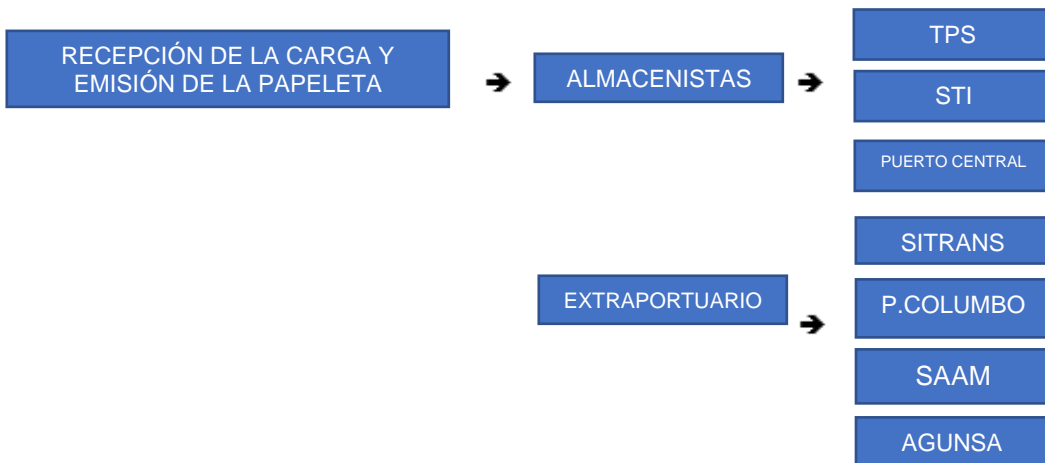 RECEPCIÓN DE LA CARGA Y
EMISIÓN DE LA PAPELETA
ALMACENISTAS
TPS
STI
PUERTO CENTRAL
EXTRAPORTUARIO
SITRANS
P.COLUMBO
SAAM
AGUNSA